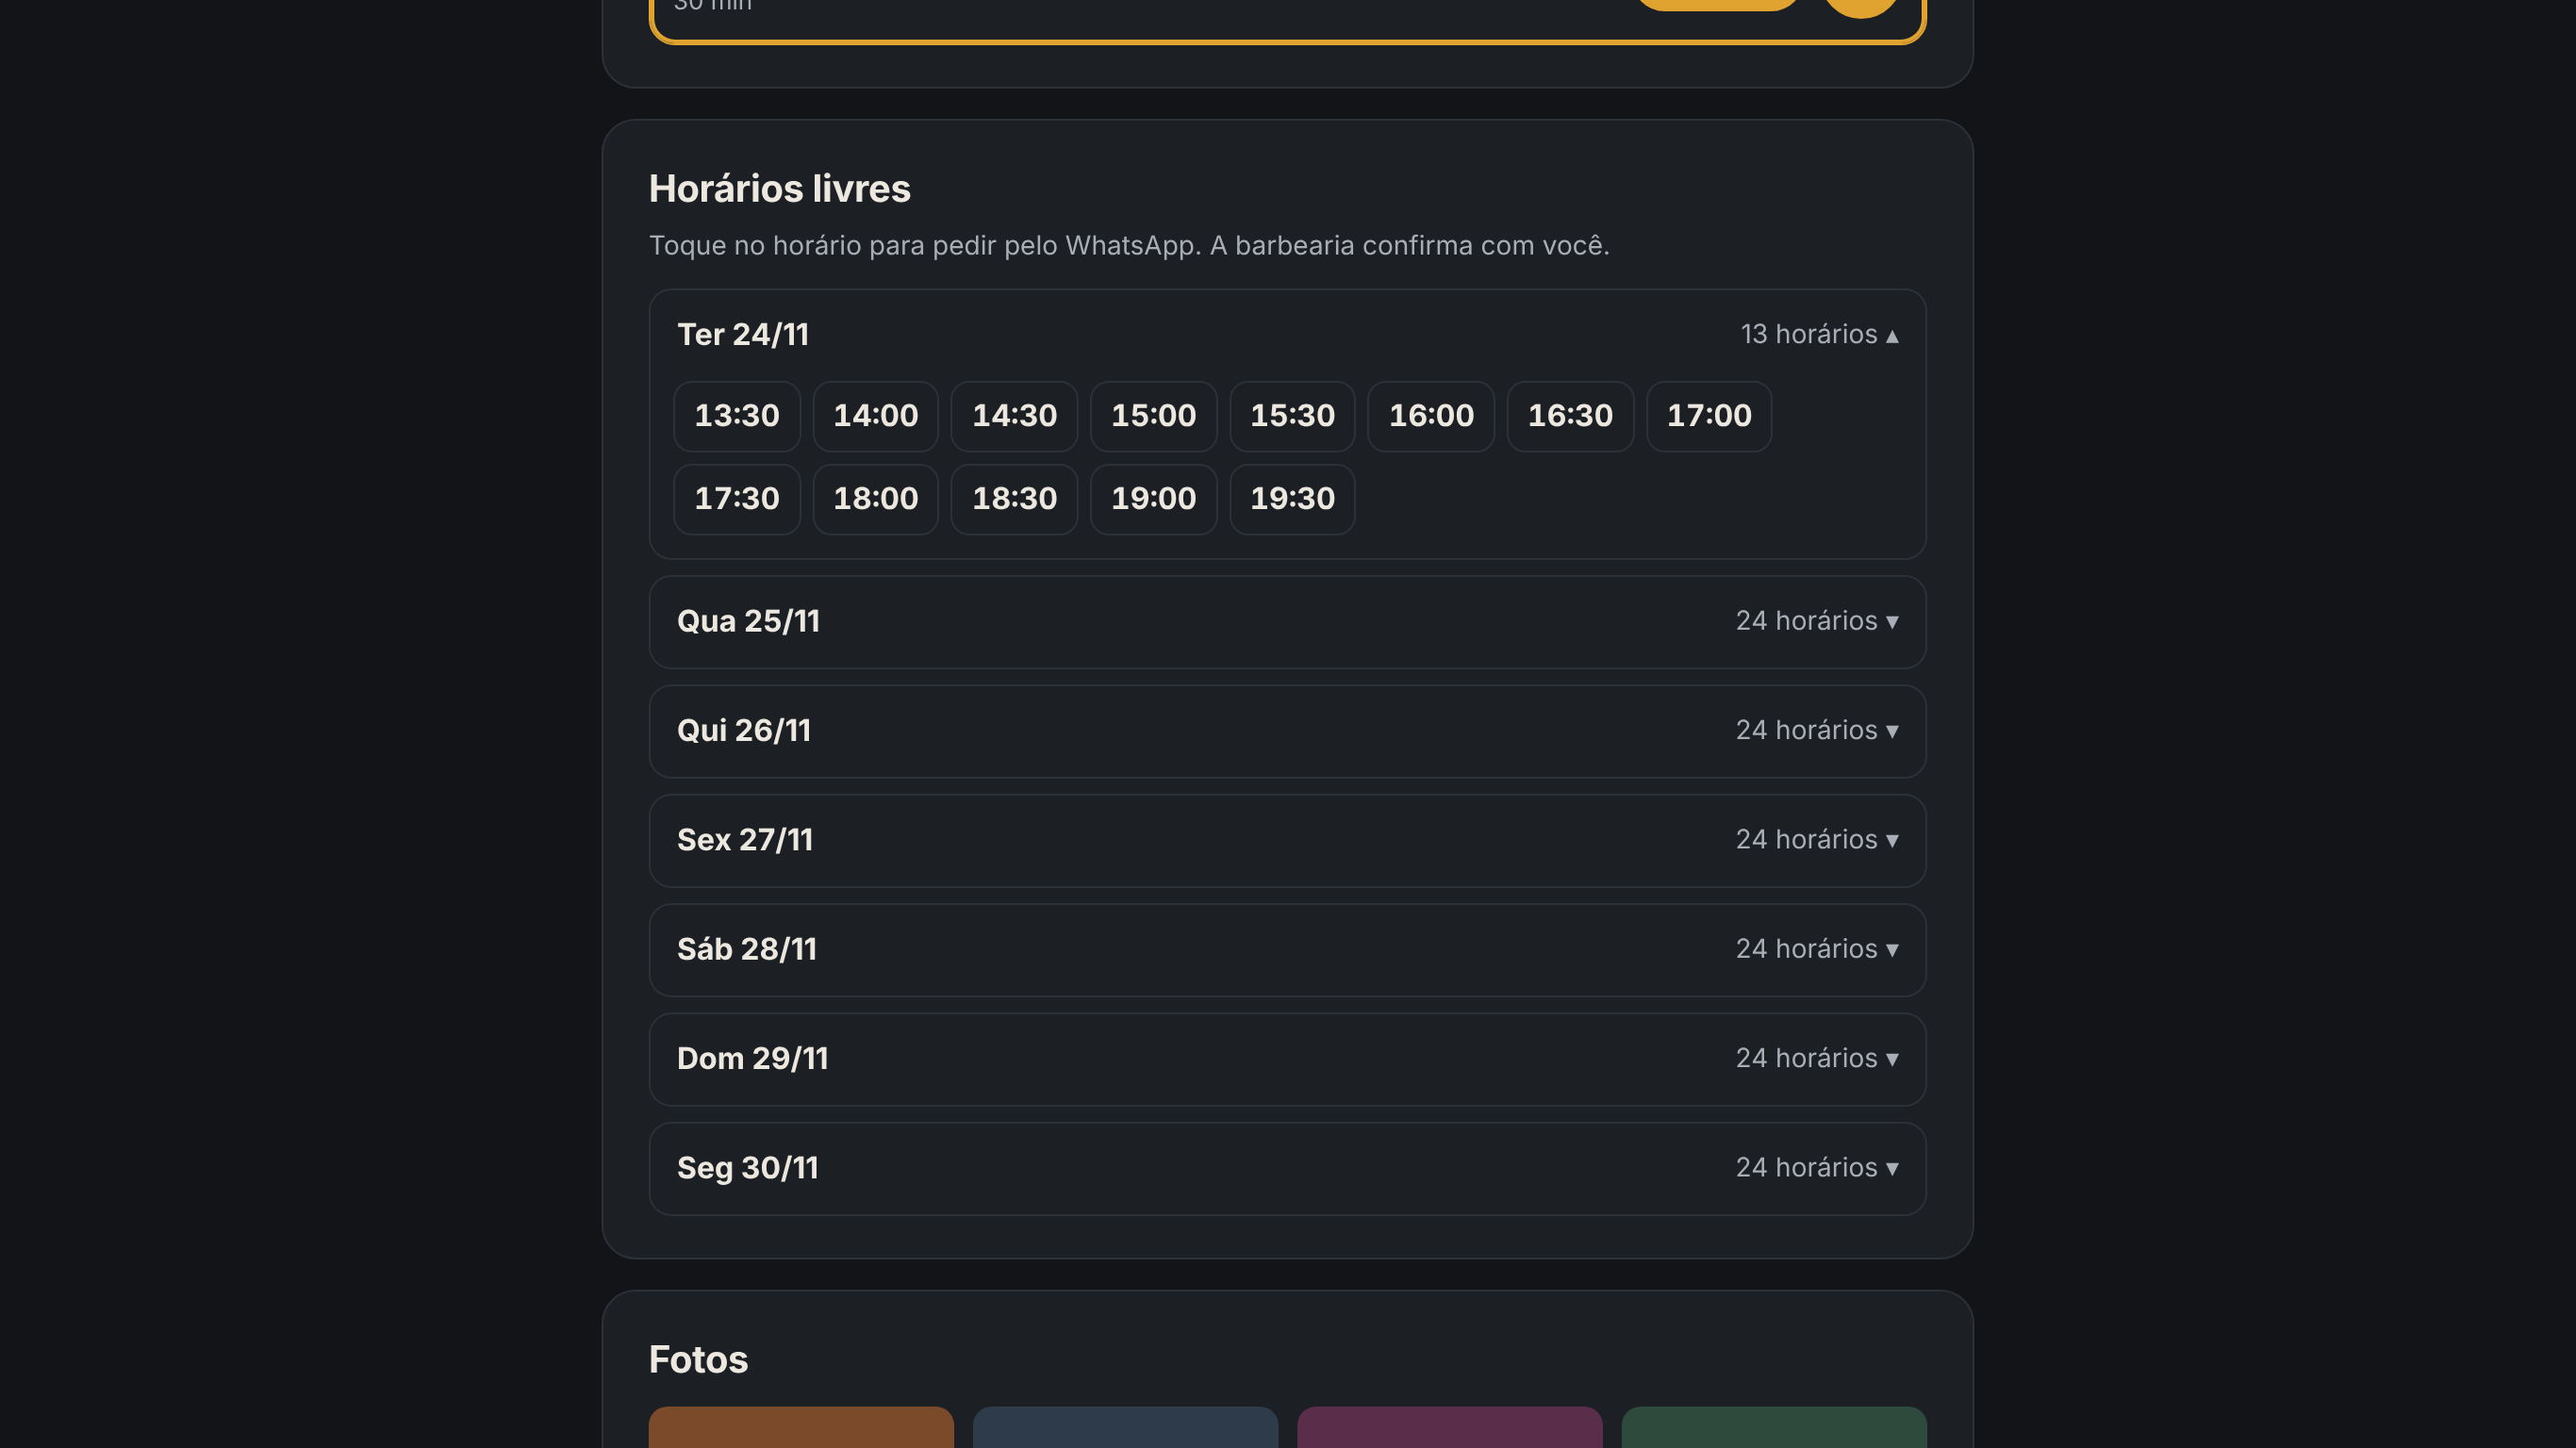 30 min
Horários livres
Toque no horário para pedir pelo WhatsApp. A barbearia confirma com você.
Ter 24/11 13 horários ▴
13:30 14:00 14:30 15:00 15:30 16:00 16:30 17:00
17:30 18:00 18:30 19:00 19:30
Qua 25/11 24 horários ▾
Qui 26/11 24 horários ▾
Sex 27/11 24 horários ▾
Sáb 28/11 24 horários ▾
Dom 29/11 24 horários ▾
Seg 30/11 24 horários ▾
Fotos